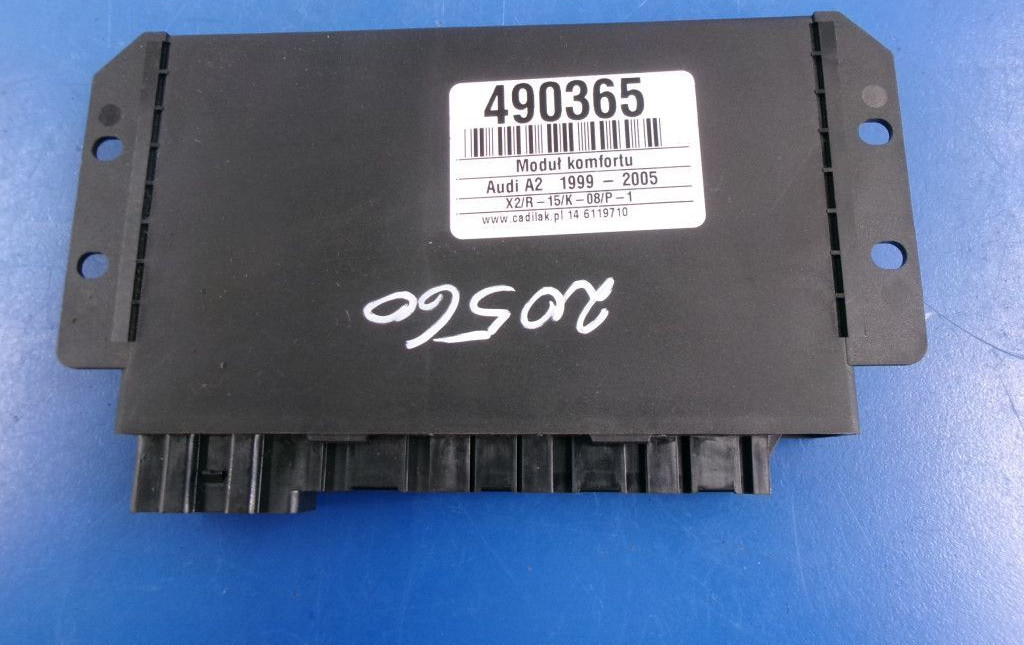 490365
Moduł komfortu
Audi A2 1999 - 2005
X2/R - 15/K - 08/P - 1
www.cadilak.pl 14 6119710
20560